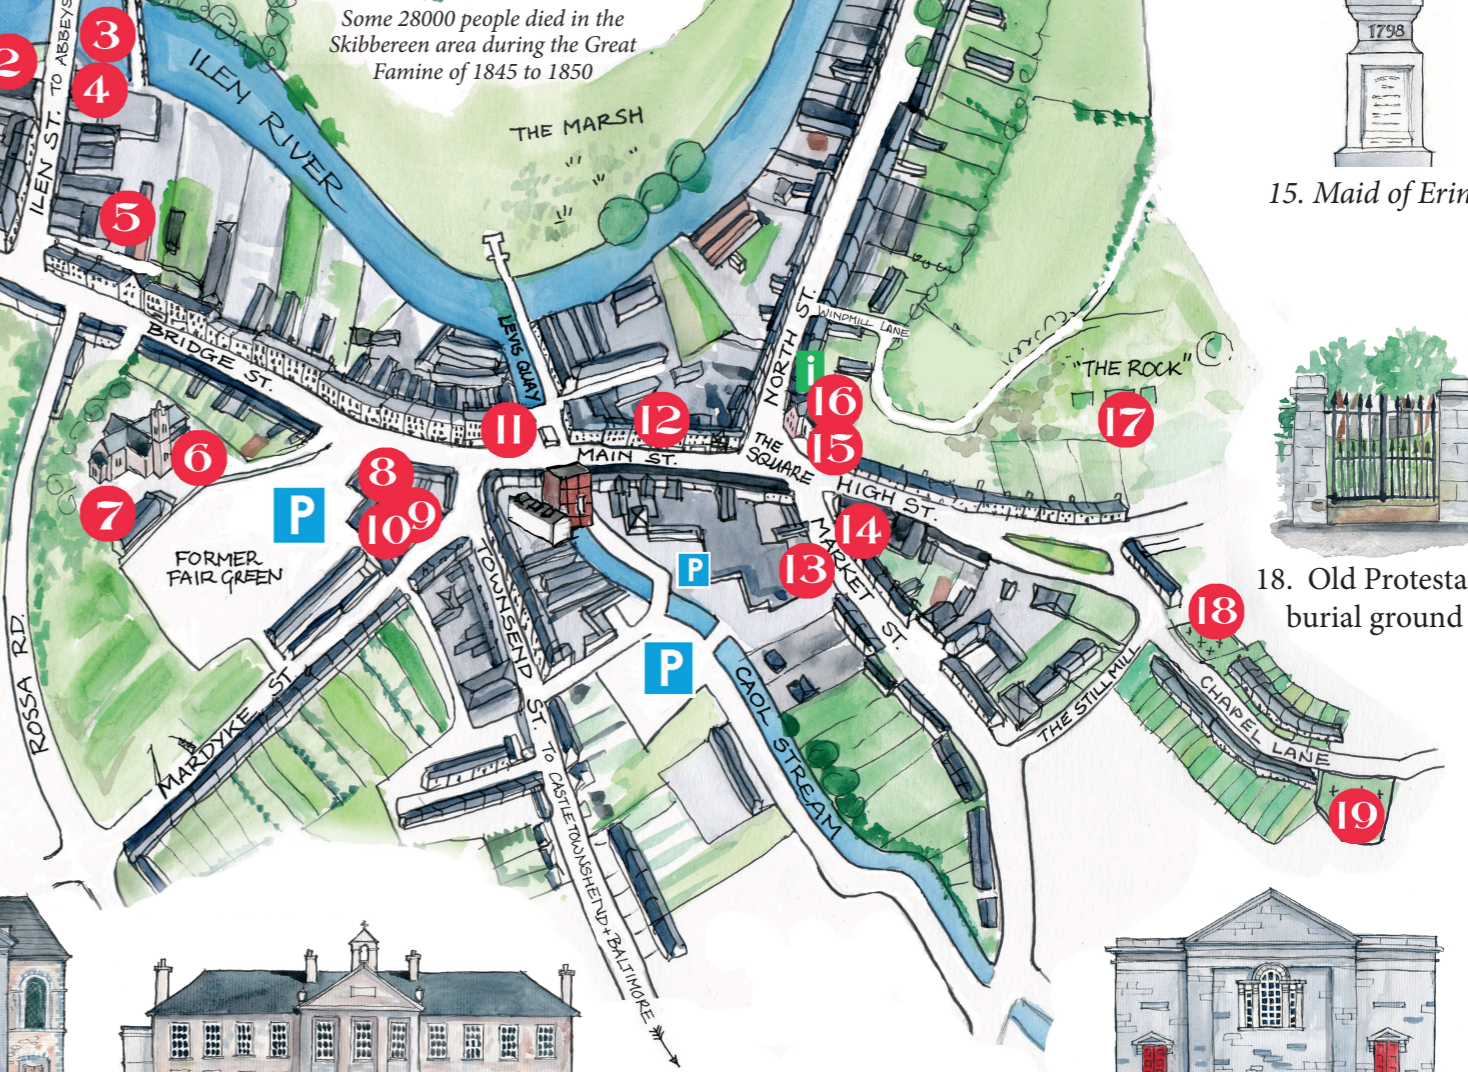 Some 28000 people died in the
Skibbereen area during the Great
Famine of 1845 to 1850
1798
15. Maid of Erin
18. Old Protesta
burial ground
ILEN ST. TO ABBEYS
ILEN RIVER
THE MARSH
2
3
4
5
BRIDGE ST.
LEVIS QUAY
NORTH ST.
WINDMILL LANE
"THE ROCK"
i
16
15
17
11
12
MAIN ST.
THE
SQUARE
HIGH ST.
6
7
8
9
10
P
FORMER
FAIR GREEN
P
P
13
14
MARKET ST.
TOWNSEND ST.
TO CASTLETOWNSHEND + BALTIMORE
ROSSA RD.
MARDYKE ST
CAOL STREAM
THE STILL MILL
18
CHAPEL LANE
19